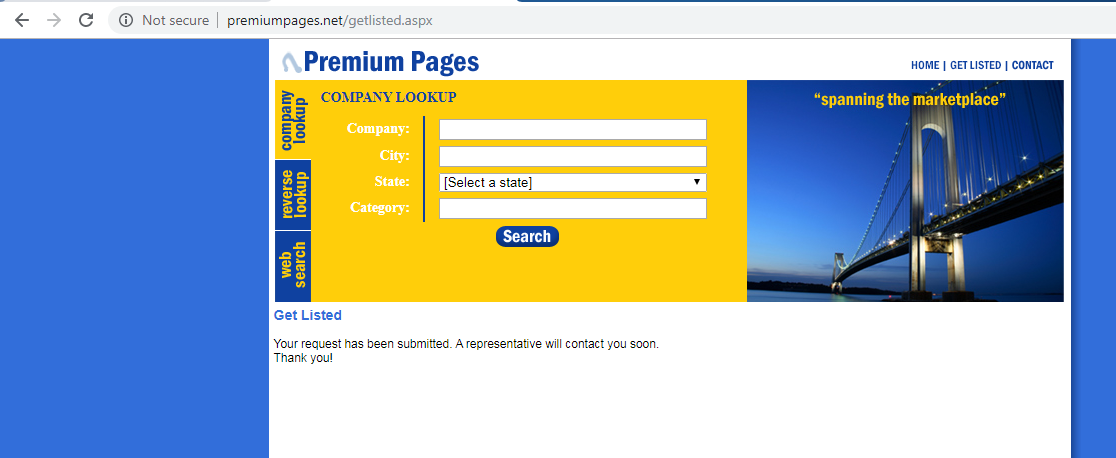 Not secure | premiumpages.net/getlisted.aspx
Premium Pages
HOME | GET LISTED | CONTACT
company lookup
reverse lookup
web search
COMPANY LOOKUP
Company:
City:
State: [Select a state]
Category:
Search
“spanning the marketplace”
Get Listed
Your request has been submitted. A representative will contact you soon.
Thank you!